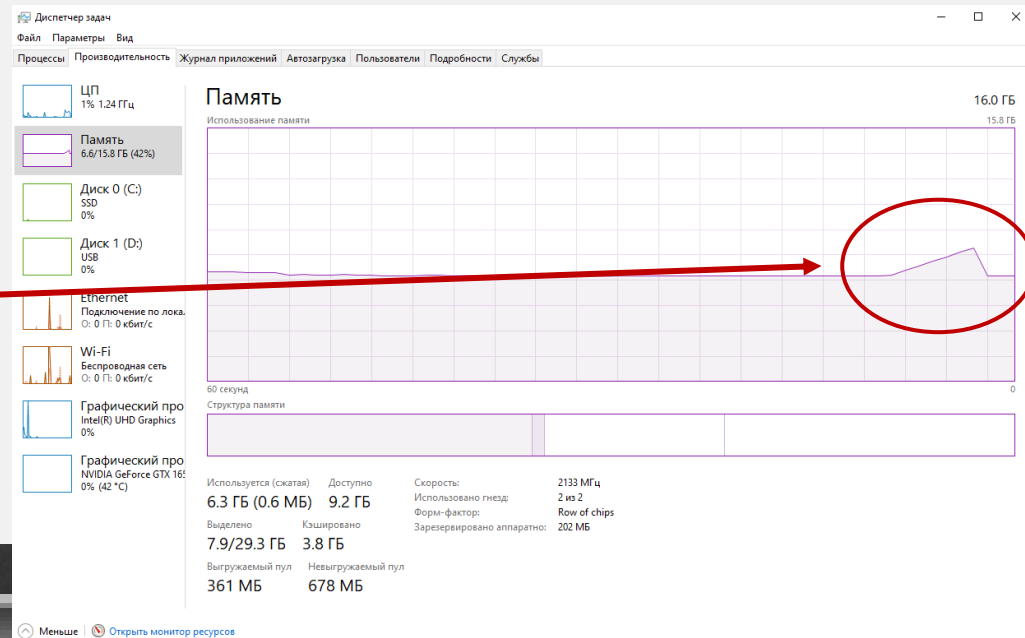 Диспетчер задач
Файл Параметры Вид
Процессы Производительность Журнал приложений Автозагрузка Пользователи Подробности Службы
ЦП
1% 1.24 ГГц
Память
6.6/15.8 ГБ (42%)
Диск 0 (C:)
SSD
0%
Диск 1 (D:)
USB
0%
Ethernet
Подключение по лока.
О: 0 П: 0 кбит/с
Wi-Fi
Беспроводная сеть
О: 0 П: 0 кбит/с
Графический про
Intel(R) UHD Graphics
0%
Графический про
NVIDIA GeForce GTX 165
0% (42 °C)
Память 16.0 ГБ
Использование памяти 15.8 ГБ
60 секунд 0
Структура памяти
Используется (сжатая) Доступно
6.3 ГБ (0.6 МБ) 9.2 ГБ
Выделено Кэшировано
7.9/29.3 ГБ 3.8 ГБ
Выгружаемый пул Невыгружаемый пул
361 МБ 678 МБ
Скорость: 2133 МГц
Использовано гнезд: 2 из 2
Форм-фактор: Row of chips
Зарезервировано аппаратно: 202 МБ
Меньше Открыть монитор ресурсов